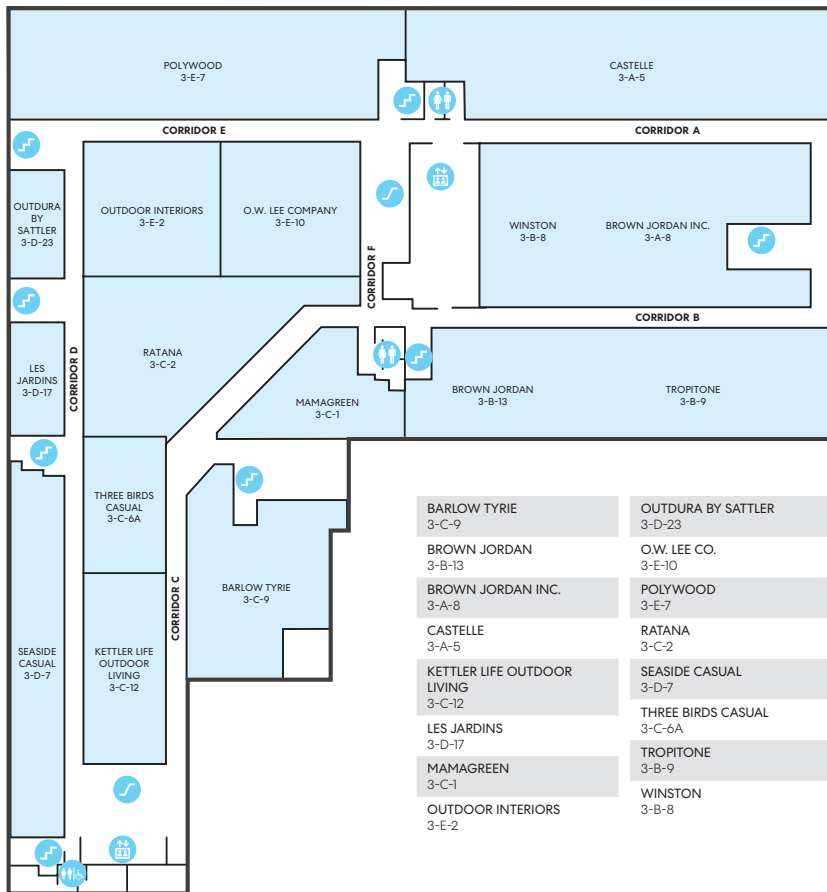 POLYWOOD
3-E-7
CASTELLE
3-A-5
CORRIDOR E
CORRIDOR A
OUTDURA
BY
SATTLER
3-D-23
OUTDOOR INTERIORS
3-E-2
O.W. LEE COMPANY
3-E-10
CORRIDOR F
WINSTON
3-B-8
BROWN JORDAN INC.
3-A-8
CORRIDOR B
LES
JARDINS
3-D-17
CORRIDOR D
RATANA
3-C-2
MAMAGREEN
3-C-1
BROWN JORDAN
3-B-13
TROPITONE
3-B-9
THREE BIRDS
CASUAL
3-C-6A
CORRIDOR C
BARLOW TYRIE
3-C-9
SEASIDE
CASUAL
3-D-7
KETTLER LIFE
OUTDOOR
LIVING
3-C-12
BARLOW TYRIE
3-C-9
BROWN JORDAN
3-B-13
BROWN JORDAN INC.
3-A-8
CASTELLE
3-A-5
KETTLER LIFE OUTDOOR
LIVING
3-C-12
LES JARDINS
3-D-17
MAMAGREEN
3-C-1
OUTDOOR INTERIORS
3-E-2
OUTDURA BY SATTLER
3-D-23
O.W. LEE CO.
3-E-10
POLYWOOD
3-E-7
RATANA
3-C-2
SEASIDE CASUAL
3-D-7
THREE BIRDS CASUAL
3-C-6A
TROPITONE
3-B-9
WINSTON
3-B-8